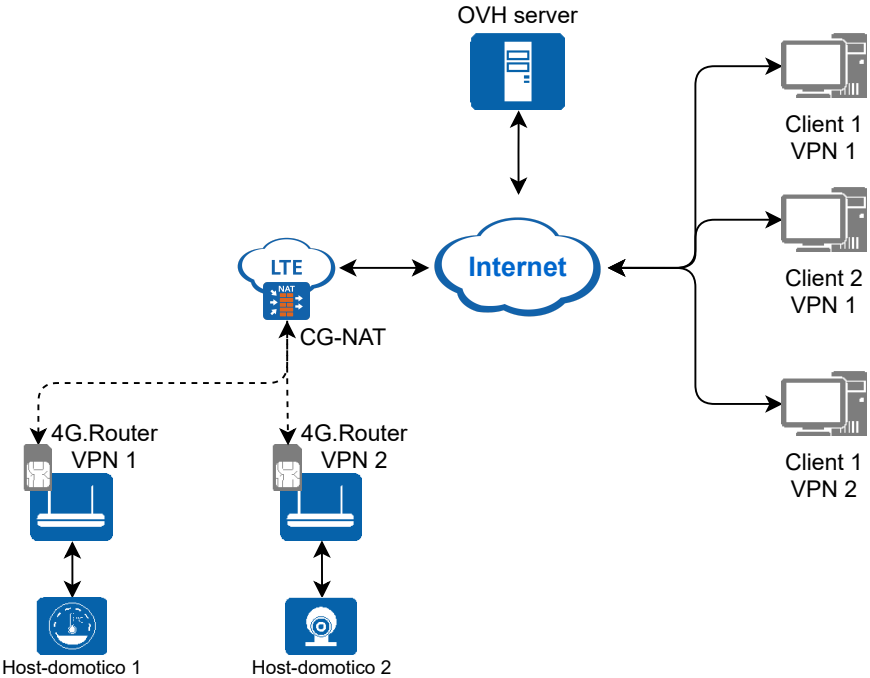 OVH server
Client 1
VPN 1
Internet
LTE
NAT
CG-NAT
Client 2
VPN 1
4G.Router
VPN 1
4G.Router
VPN 2
Client 1
VPN 2
°C
Host-domotico 1
Host-domotico 2